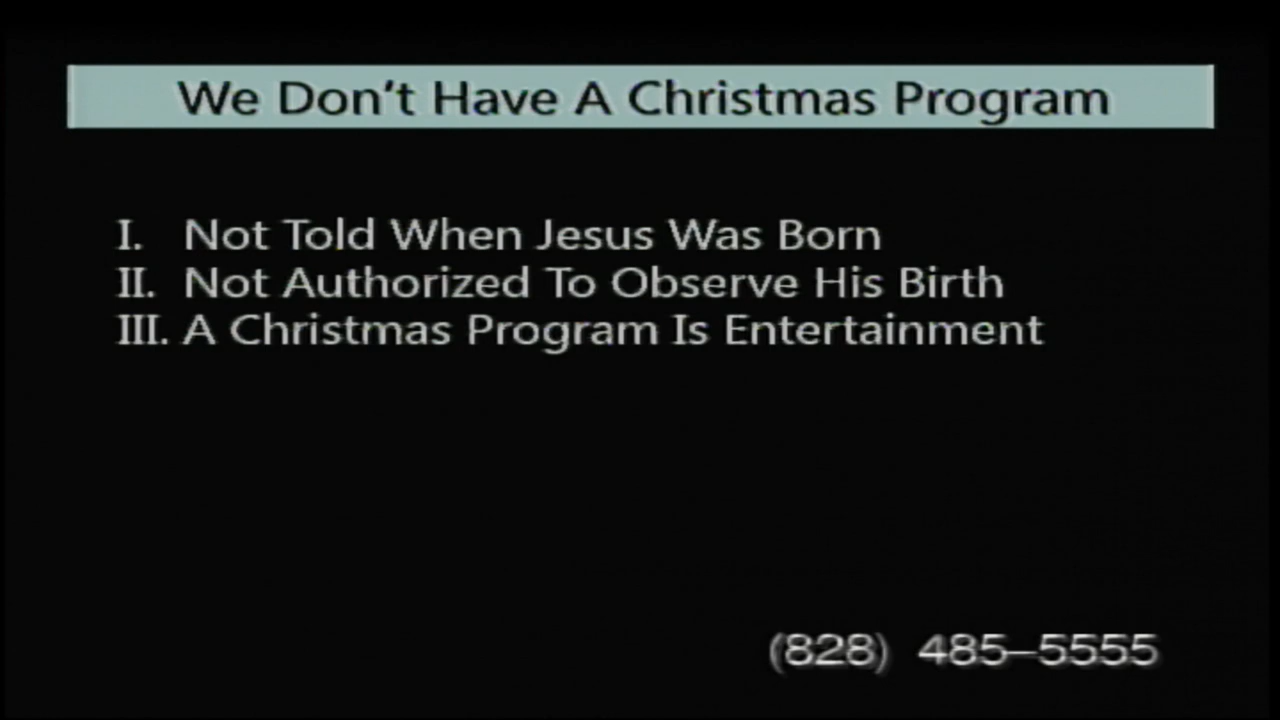 We Don't Have A Christmas Program
I. Not Told When Jesus Was Born
II. Not Authorized To Observe His Birth
III. A Christmas Program Is Entertainment
(828) 485–5555